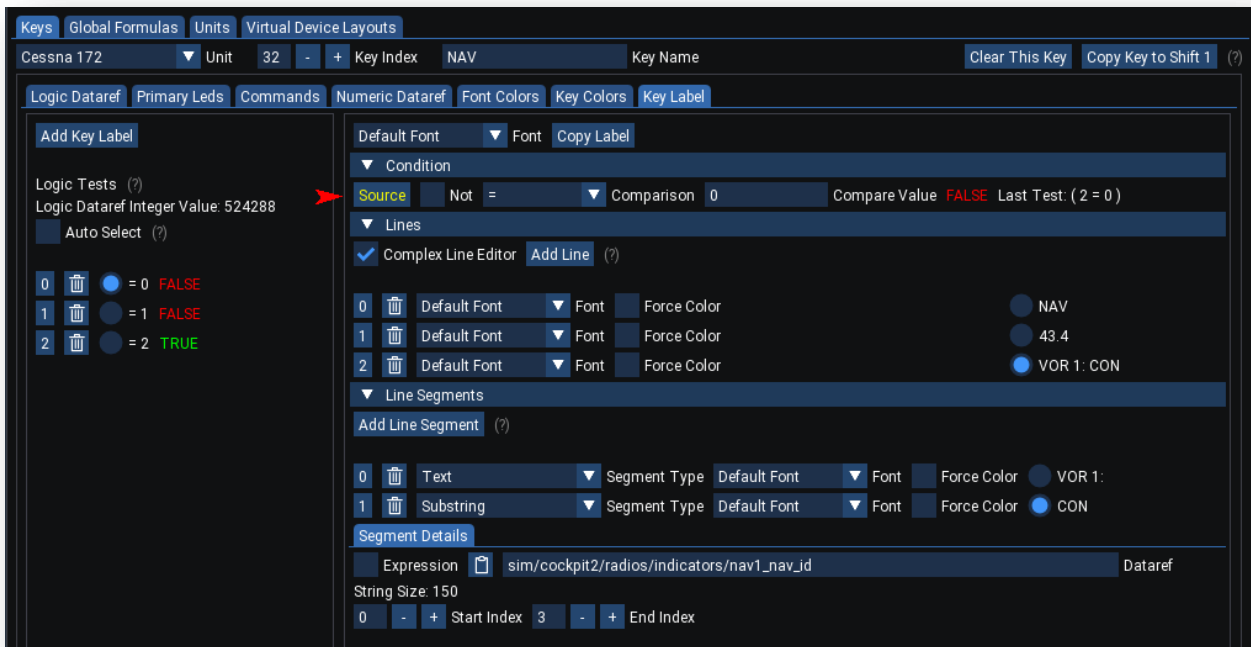 Keys Global Formulas Units Virtual Device Layouts
Cessna 172 Unit 32 - + Key Index NAV Key Name Clear This Key Copy Key to Shift 1 (?)
Logic Dataref Primary Leds Commands Numeric Dataref Font Colors Key Colors Key Label
Add Key Label
Logic Tests (?)
Logic Dataref Integer Value: 524288
Auto Select (?)
0 = 0 FALSE
1 = 1 FALSE
2 = 2 TRUE
Default Font Font Copy Label
Condition
Source Not = Comparison 0 Compare Value FALSE Last Test: ( 2 = 0 )
Lines
Complex Line Editor Add Line (?)
0 Default Font Font Force Color NAV
1 Default Font Font Force Color 43.4
2 Default Font Font Force Color VOR 1: CON
Line Segments
Add Line Segment (?)
0 Text Segment Type Default Font Font Force Color VOR 1:
1 Substring Segment Type Default Font Font Force Color CON
Segment Details
Expression sim/cockpit2/radios/indicators/nav1_nav_id Dataref
String Size: 150
0 - + Start Index 3 - + End Index